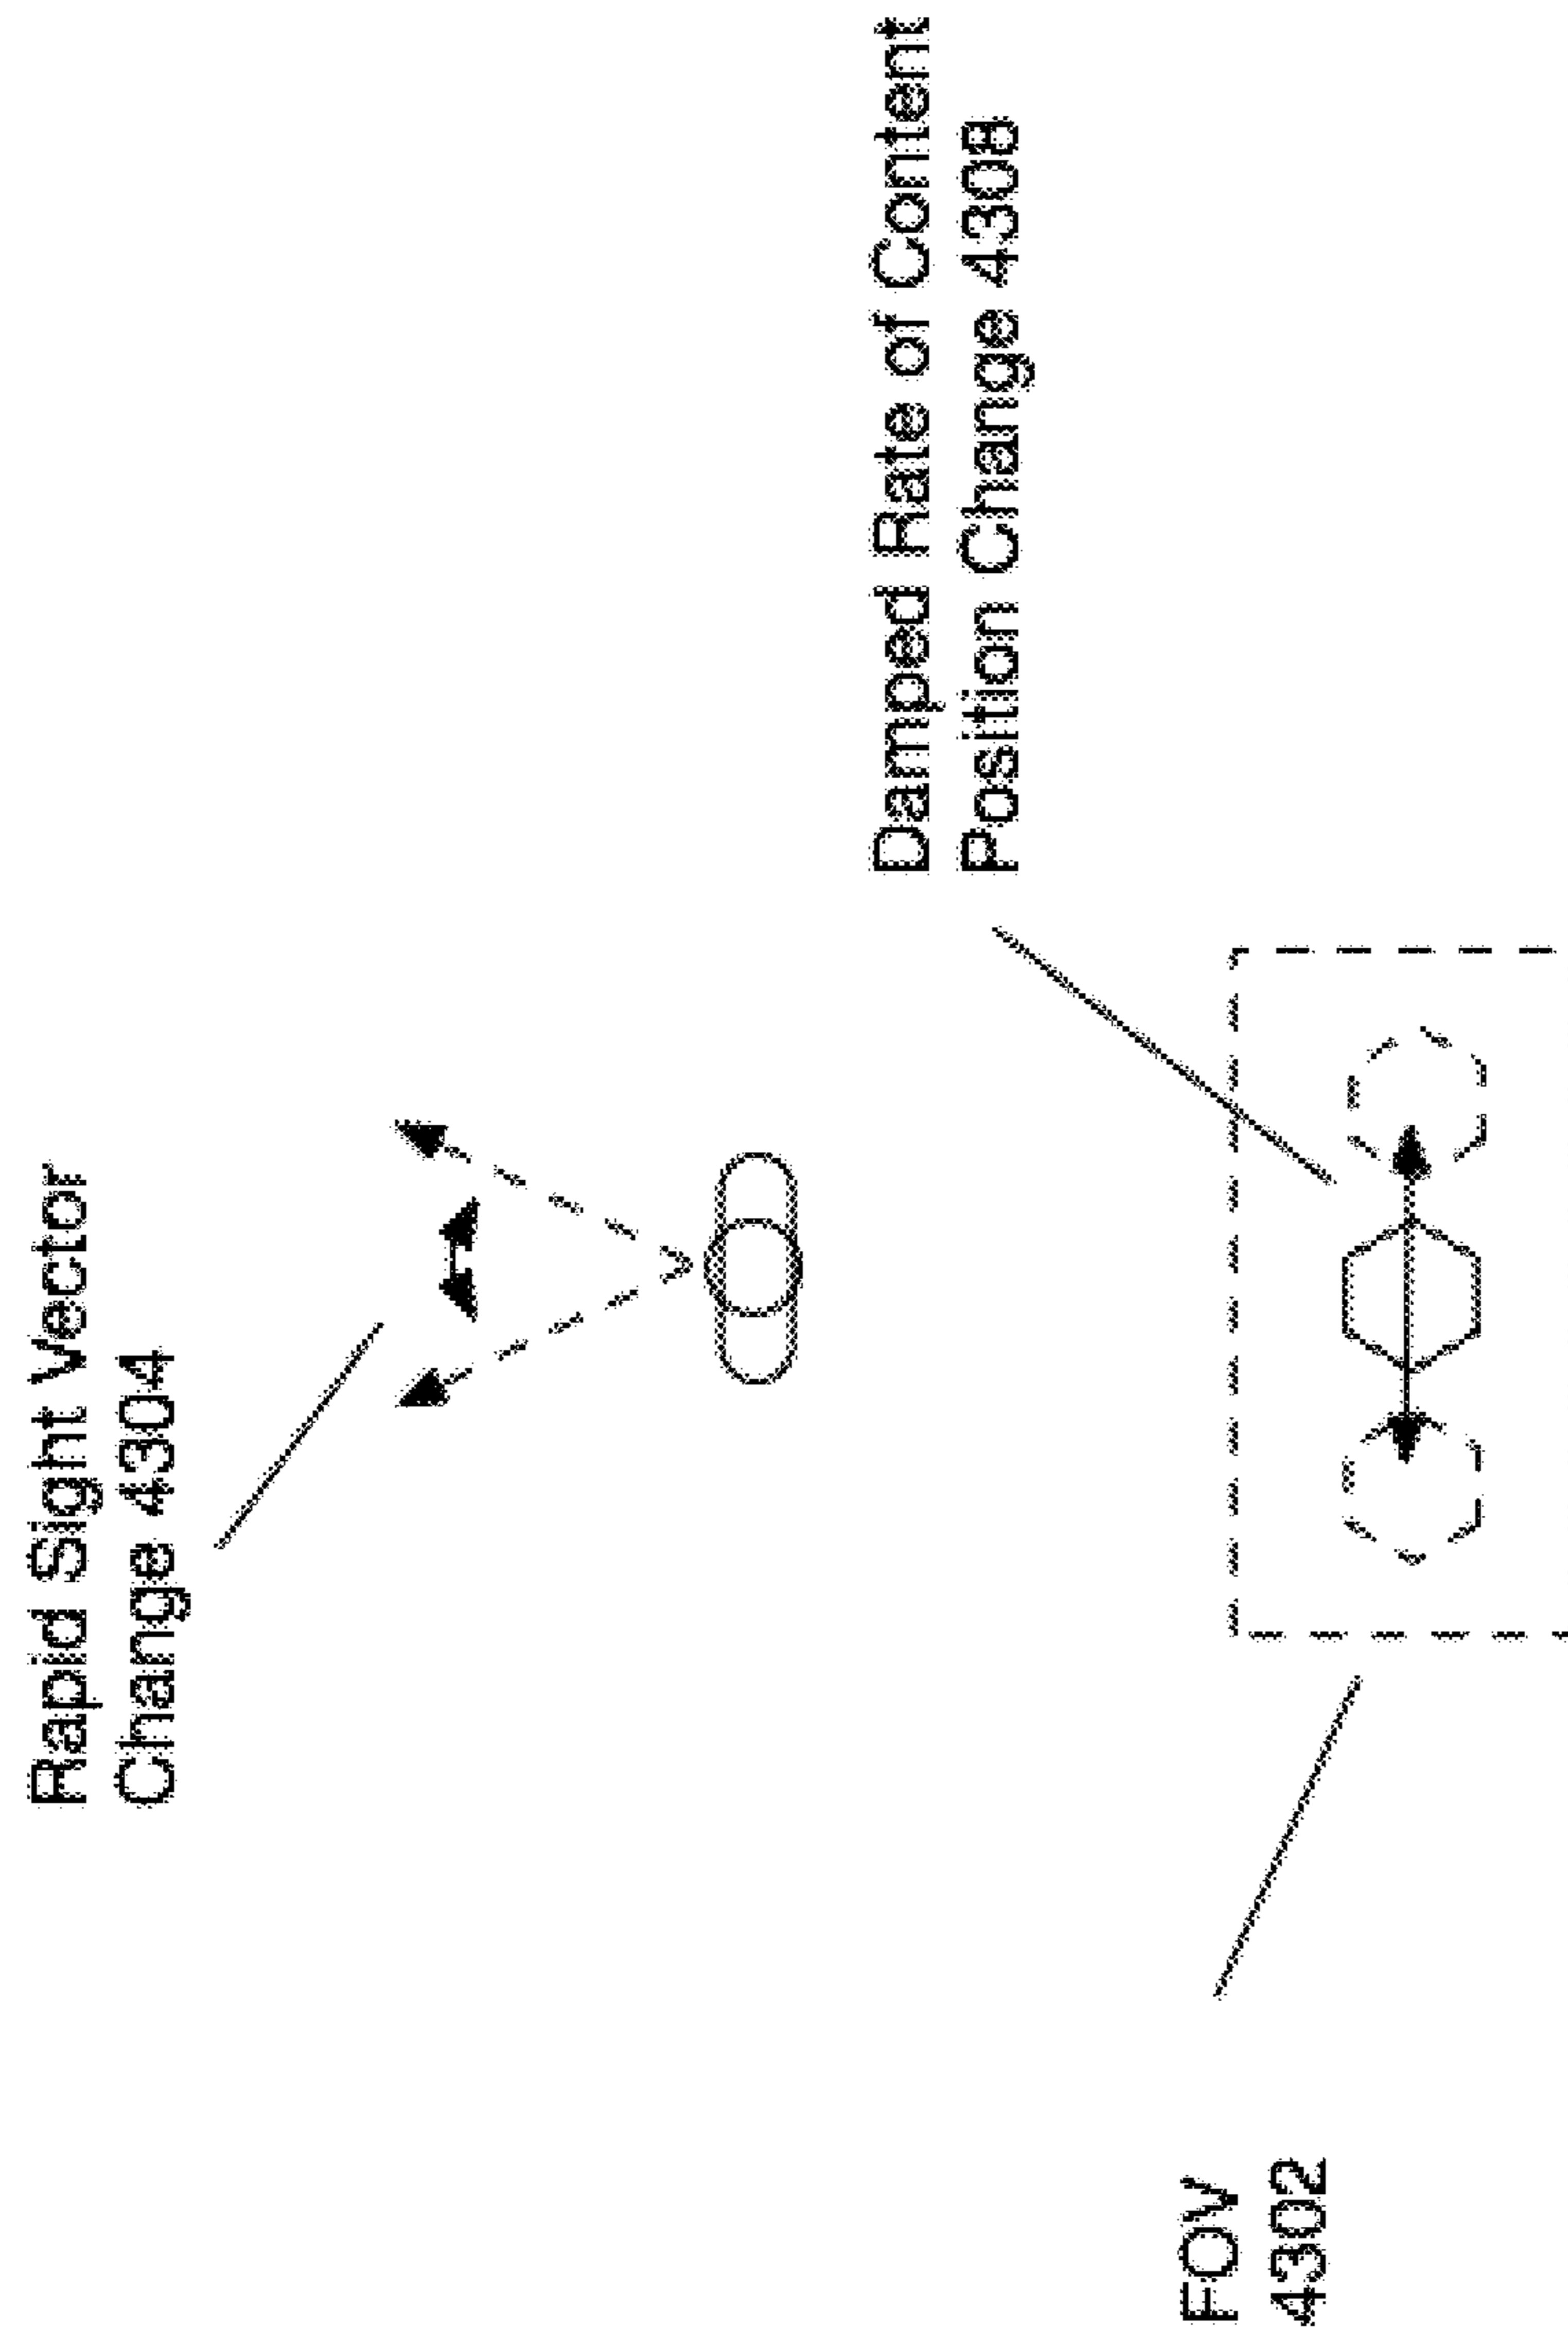 Rapid Sight Vector
Change 4304
Damped Rate of Content
Position Change 4308
FOV
4302